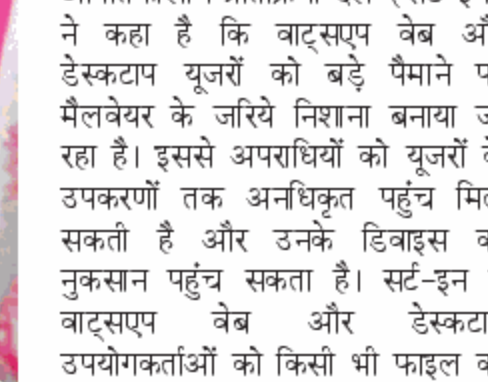 ने कहा है कि वाट्सएप वेब
डेस्कटाप यूजरों को बड़े पैमाने
मैलवेयर के जरिये निशाना बनाया
रहा है। इससे अपराधियों को यूजरों
उपकरणों तक अनधिकृत पहुंच
सकती है और उनके डिवाइस
नुकसान पहुंच सकता है। सर्ट-इन
वाट्सएप वेब और
उपयोगकर्ताओं को किसी भी फाइल